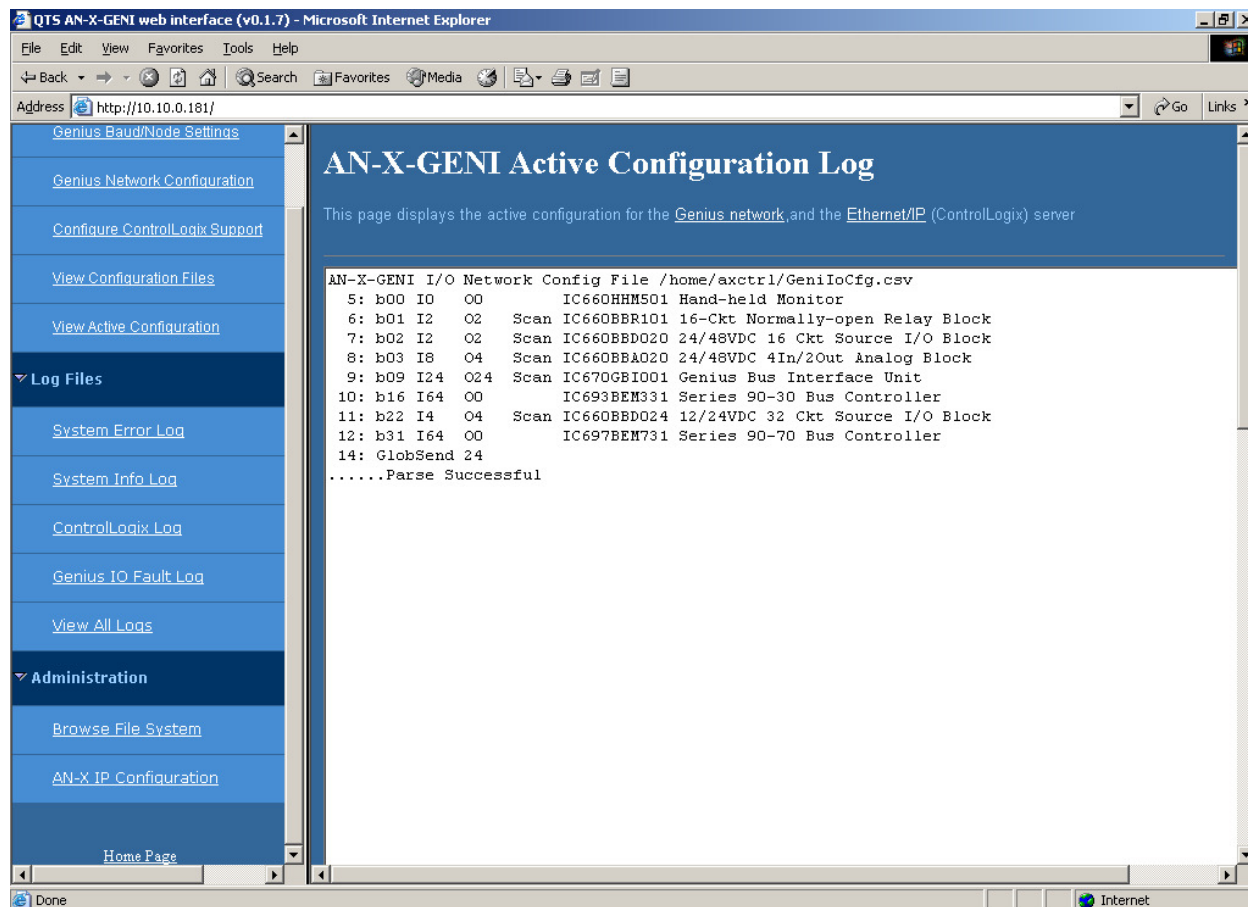 QTS AN-X-GENI web interface (v0.1.7) - Microsoft Internet Explorer
File Edit View Favorites Tools Help
Back Search Favorites Media
Address http://10.10.0.181/ Go Links
Genius Baud/Node Settings
Genius Network Configuration
Configure ControlLogix Support
View Configuration Files
View Active Configuration
Log Files
System Error Log
System Info Log
ControlLogix Log
Genius IO Fault Log
View All Logs
Administration
Browse File System
AN-X IP Configuration
Home Page
AN-X-GENI Active Configuration Log
This page displays the active configuration for the Genius network,and the Ethernet/IP (ControlLogix) server
AN-X-GENI I/O Network Config File /home/axctrl/GeniIoCfg.csv
5: b00 I0 O0 IC660HHM501 Hand-held Monitor
6: b01 I2 O2 Scan IC660BBR101 16-Ckt Normally-open Relay Block
7: b02 I2 O2 Scan IC660BBD020 24/48VDC 16 Ckt Source I/O Block
8: b03 I8 O4 Scan IC660BBA020 24/48VDC 4In/2Out Analog Block
9: b09 I24 O24 Scan IC670GBI001 Genius Bus Interface Unit
10: b16 I64 O0 IC693BEM331 Series 90-30 Bus Controller
11: b22 I4 O4 Scan IC660BBD024 12/24VDC 32 Ckt Source I/O Block
12: b31 I64 O0 IC697BEM731 Series 90-70 Bus Controller
14: GlobSend 24
......Parse Successful
Done Internet